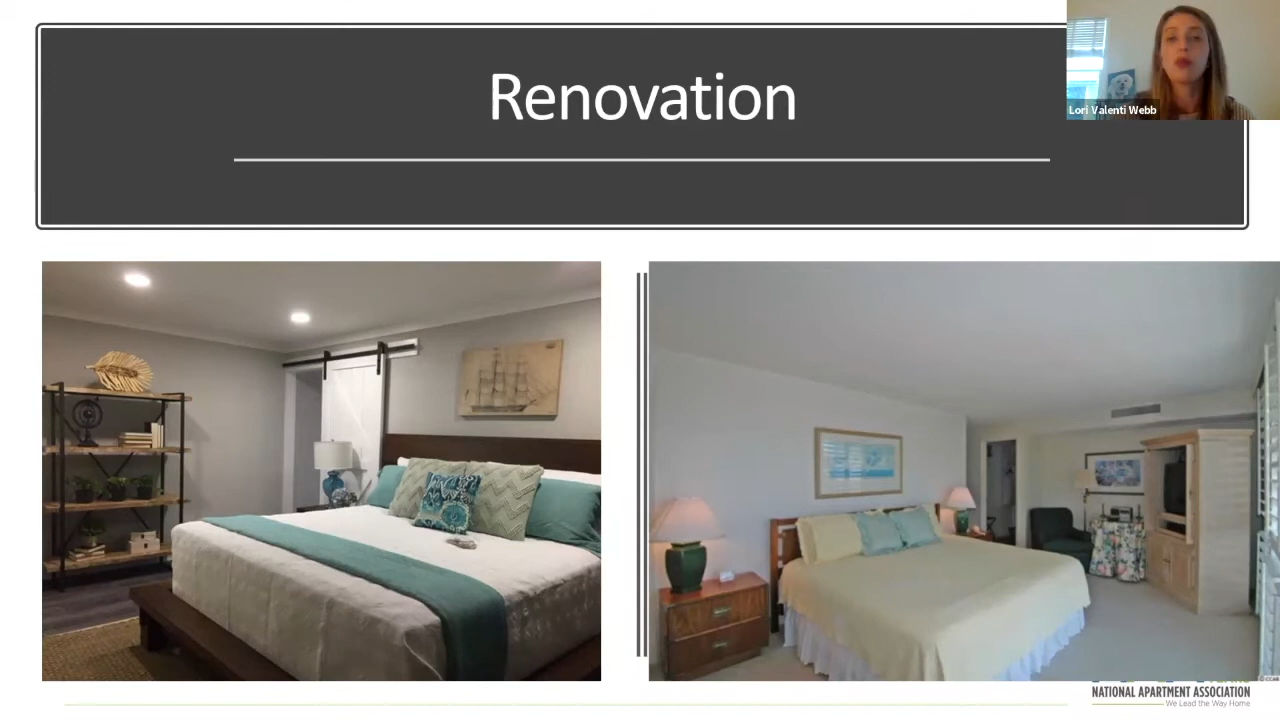 Renovation
Lori Valenti Webb
NATIONAL APARTMENT ASSOCIATION
We Lead the Way Home